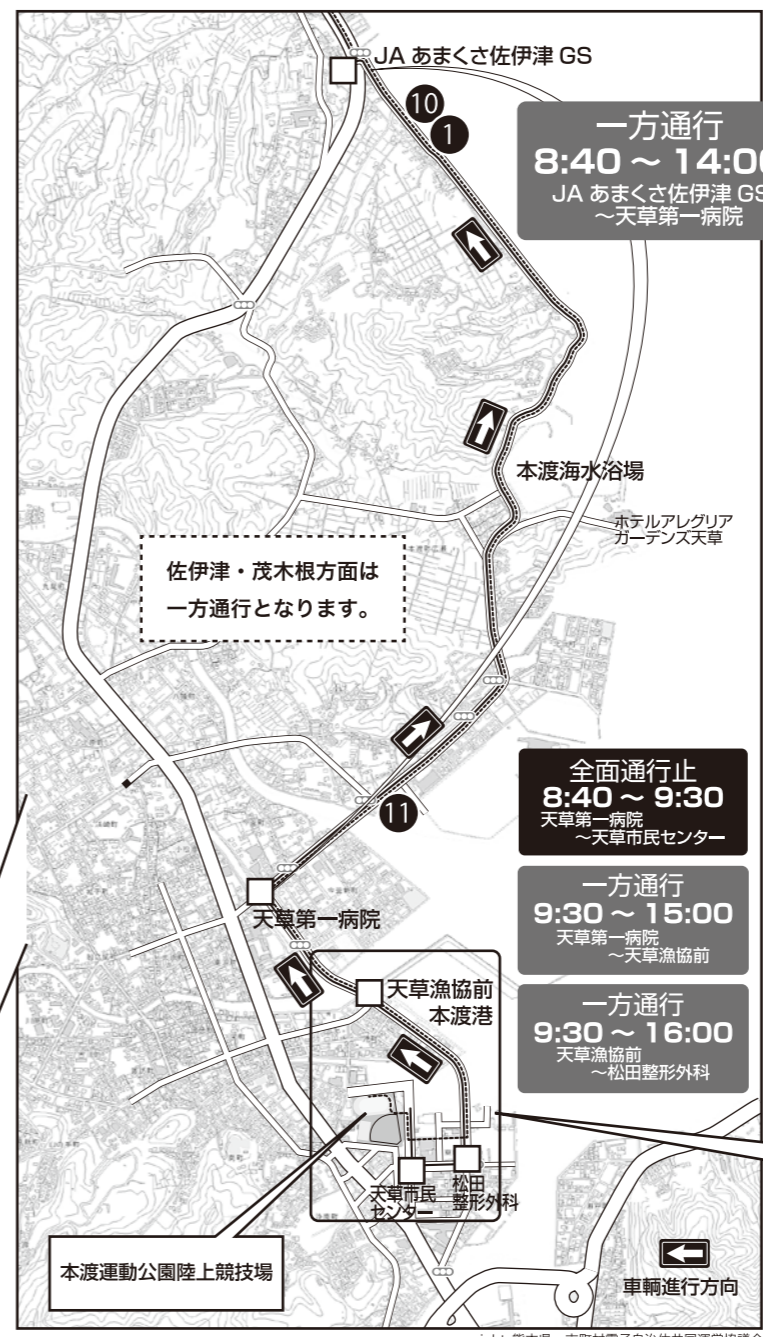 JA あまくさ佐伊津 GS
10
1
一方通行
8:40 ～ 14:00
JA あまくさ佐伊津 GS
～天草第一病院
本渡海水浴場
ホテルアレグリア
ガーデンズ天草
佐伊津・茂木根方面は
一方通行となります。
11
全面通行止
8:40 ～ 9:30
天草第一病院
～天草市民センター
天草第一病院
一方通行
9:30 ～ 15:00
天草第一病院
～天草漁協前
天草漁協前
本渡港
一方通行
9:30 ～ 16:00
天草漁協前
～松田整形外科
天草市民
センター
松田
整形外科
本渡運動公園陸上競技場
車輌進行方向